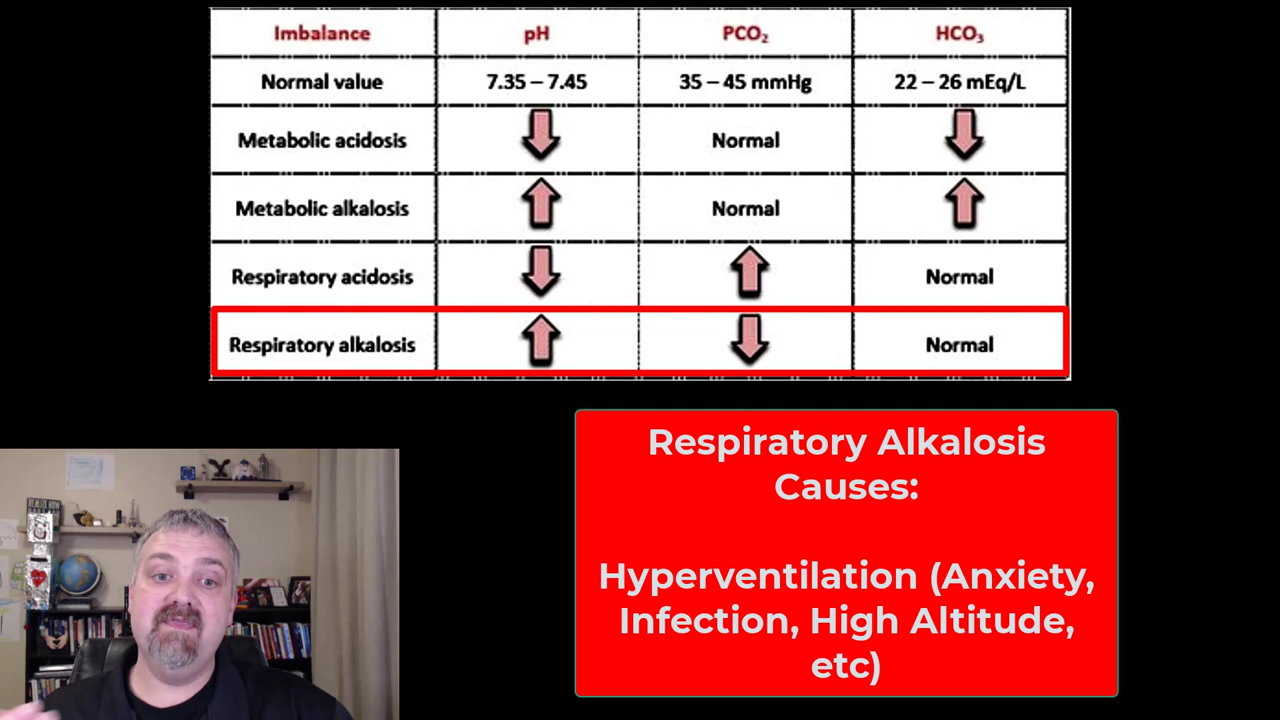 Imbalance pH PCO₂ HCO₃
Normal value 7.35 – 7.45 35 – 45 mmHg 22 – 26 mEq/L
Metabolic acidosis Normal
Metabolic alkalosis Normal
Respiratory acidosis Normal
Respiratory alkalosis Normal
Respiratory Alkalosis
Causes:
Hyperventilation (Anxiety,
Infection, High Altitude,
etc)